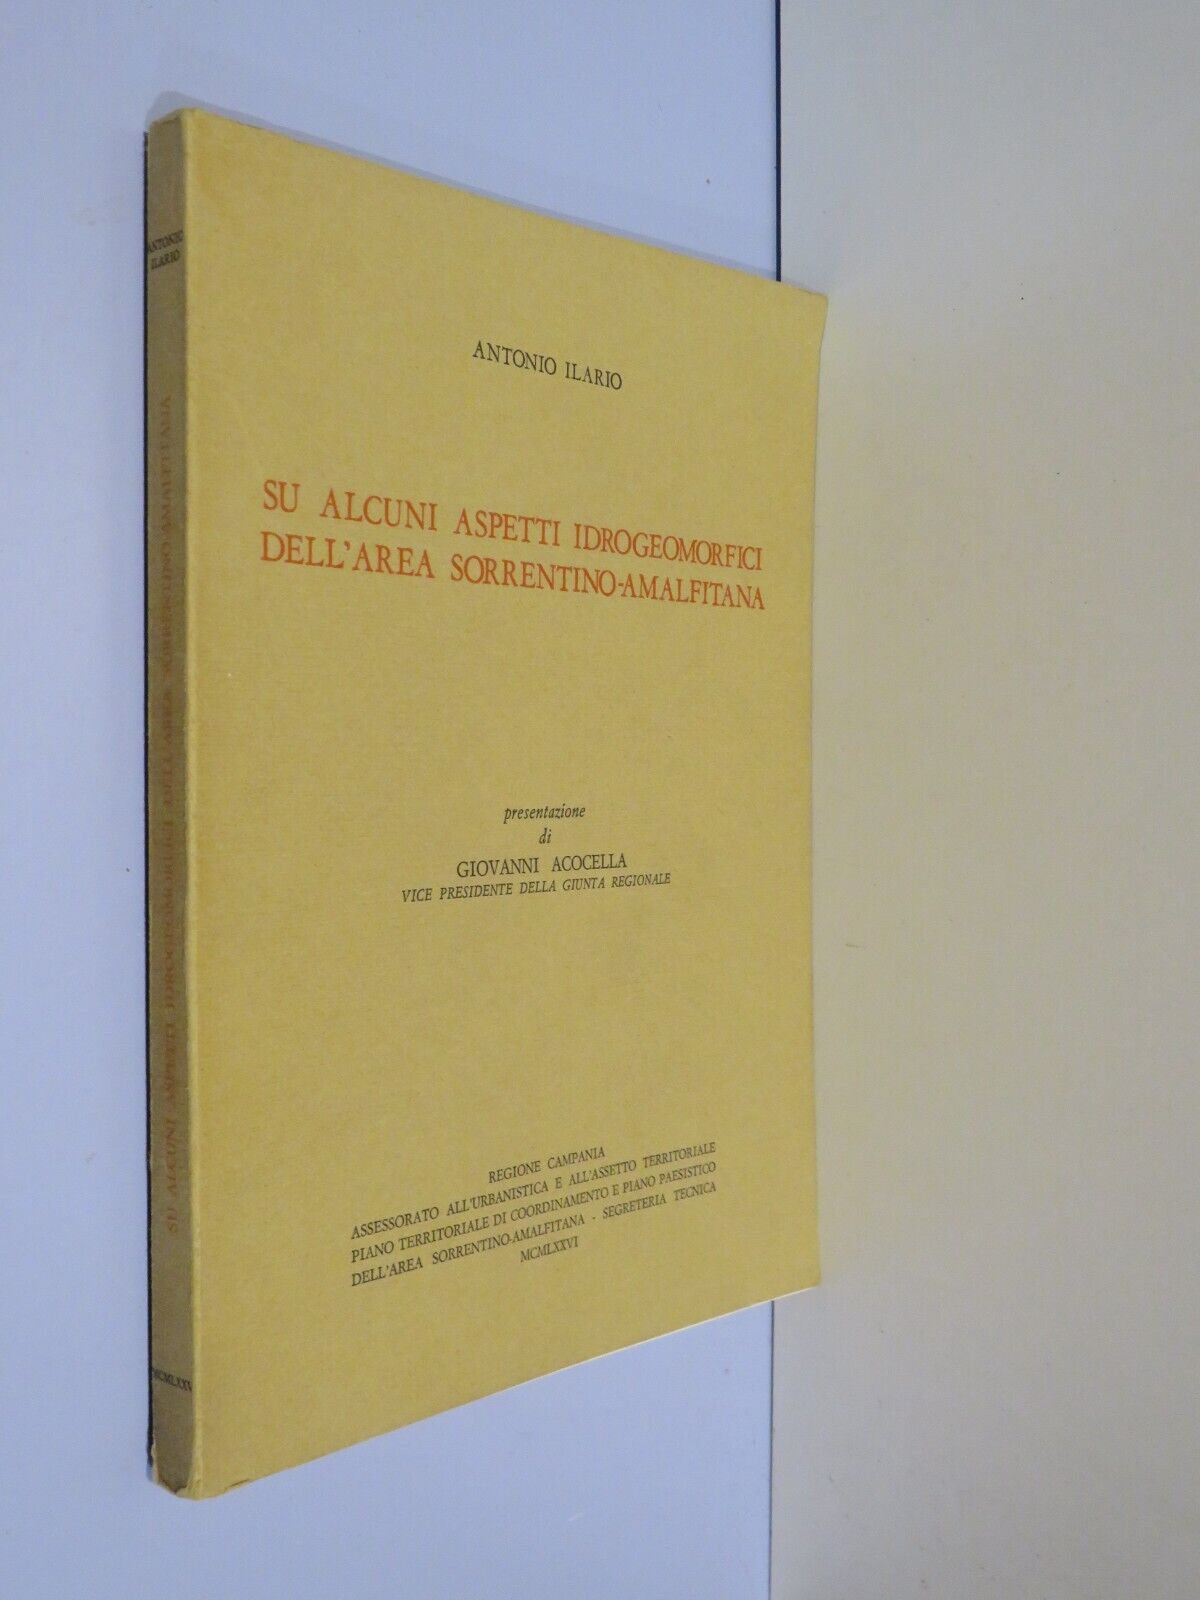 ANTONIO ILARIO
SU ALCUNI ASPETTI IDROGEOMORFICI
DELL'AREA SORRENTINO-AMALFITANA
presentazione
di
GIOVANNI ACOCELLA
VICE PRESIDENTE DELLA GIUNTA REGIONALE
REGIONE CAMPANIA
ASSESSORATO ALL'URBANISTICA E ALL'ASSETTO TERRITORIALE
PIANO TERRITORIALE DI COORDINAMENTO E PIANO PAESISTICO
DELL'AREA SORRENTINO-AMALFITANA - SEGRETERIA TECNICA
MCMLXXVI
ANTONIO
ILARIO
SU ALCUNI ASPETTI IDROGEOMORFICI DELL'AREA SORRENTINO-AMALFITANA
MCMLXXV